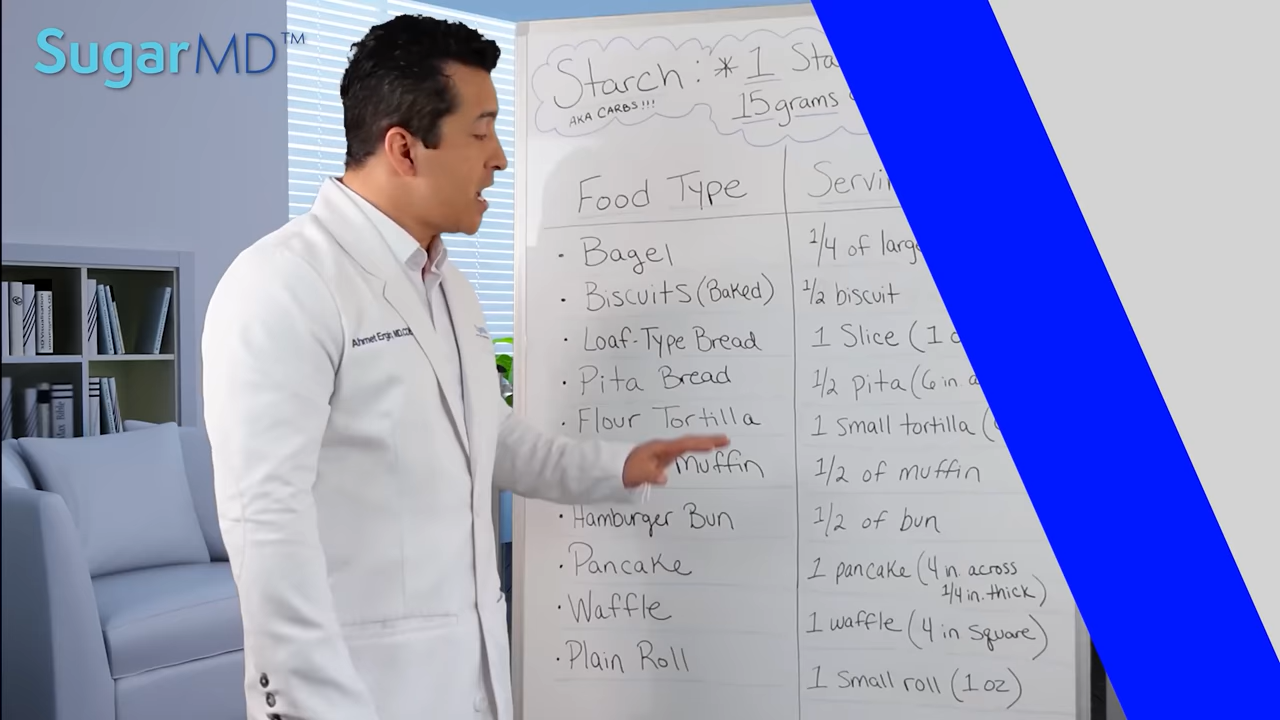 SugarMD™
Starch: * 1 Sta
AKA CARBS!!! 15 grams
Food Type
Bagel 1/4 of larg
· Biscuits (Baked) 1/2 biscuit
· Loaf-Type Bread 1 Slice (1
· Pita Bread 1/2 pita (6 in.
· Flour Tortilla 1 small tortilla (
muffin 1/2 of muffin
· Hamburger Bun 1/2 of bun
· Pancake 1 pancake (4 in. across
1/4 in. thick)
· Waffle 1 waffle (4 in square)
· Plain Roll 1 small roll (1 oz)
Ahmet Ergin, MD,